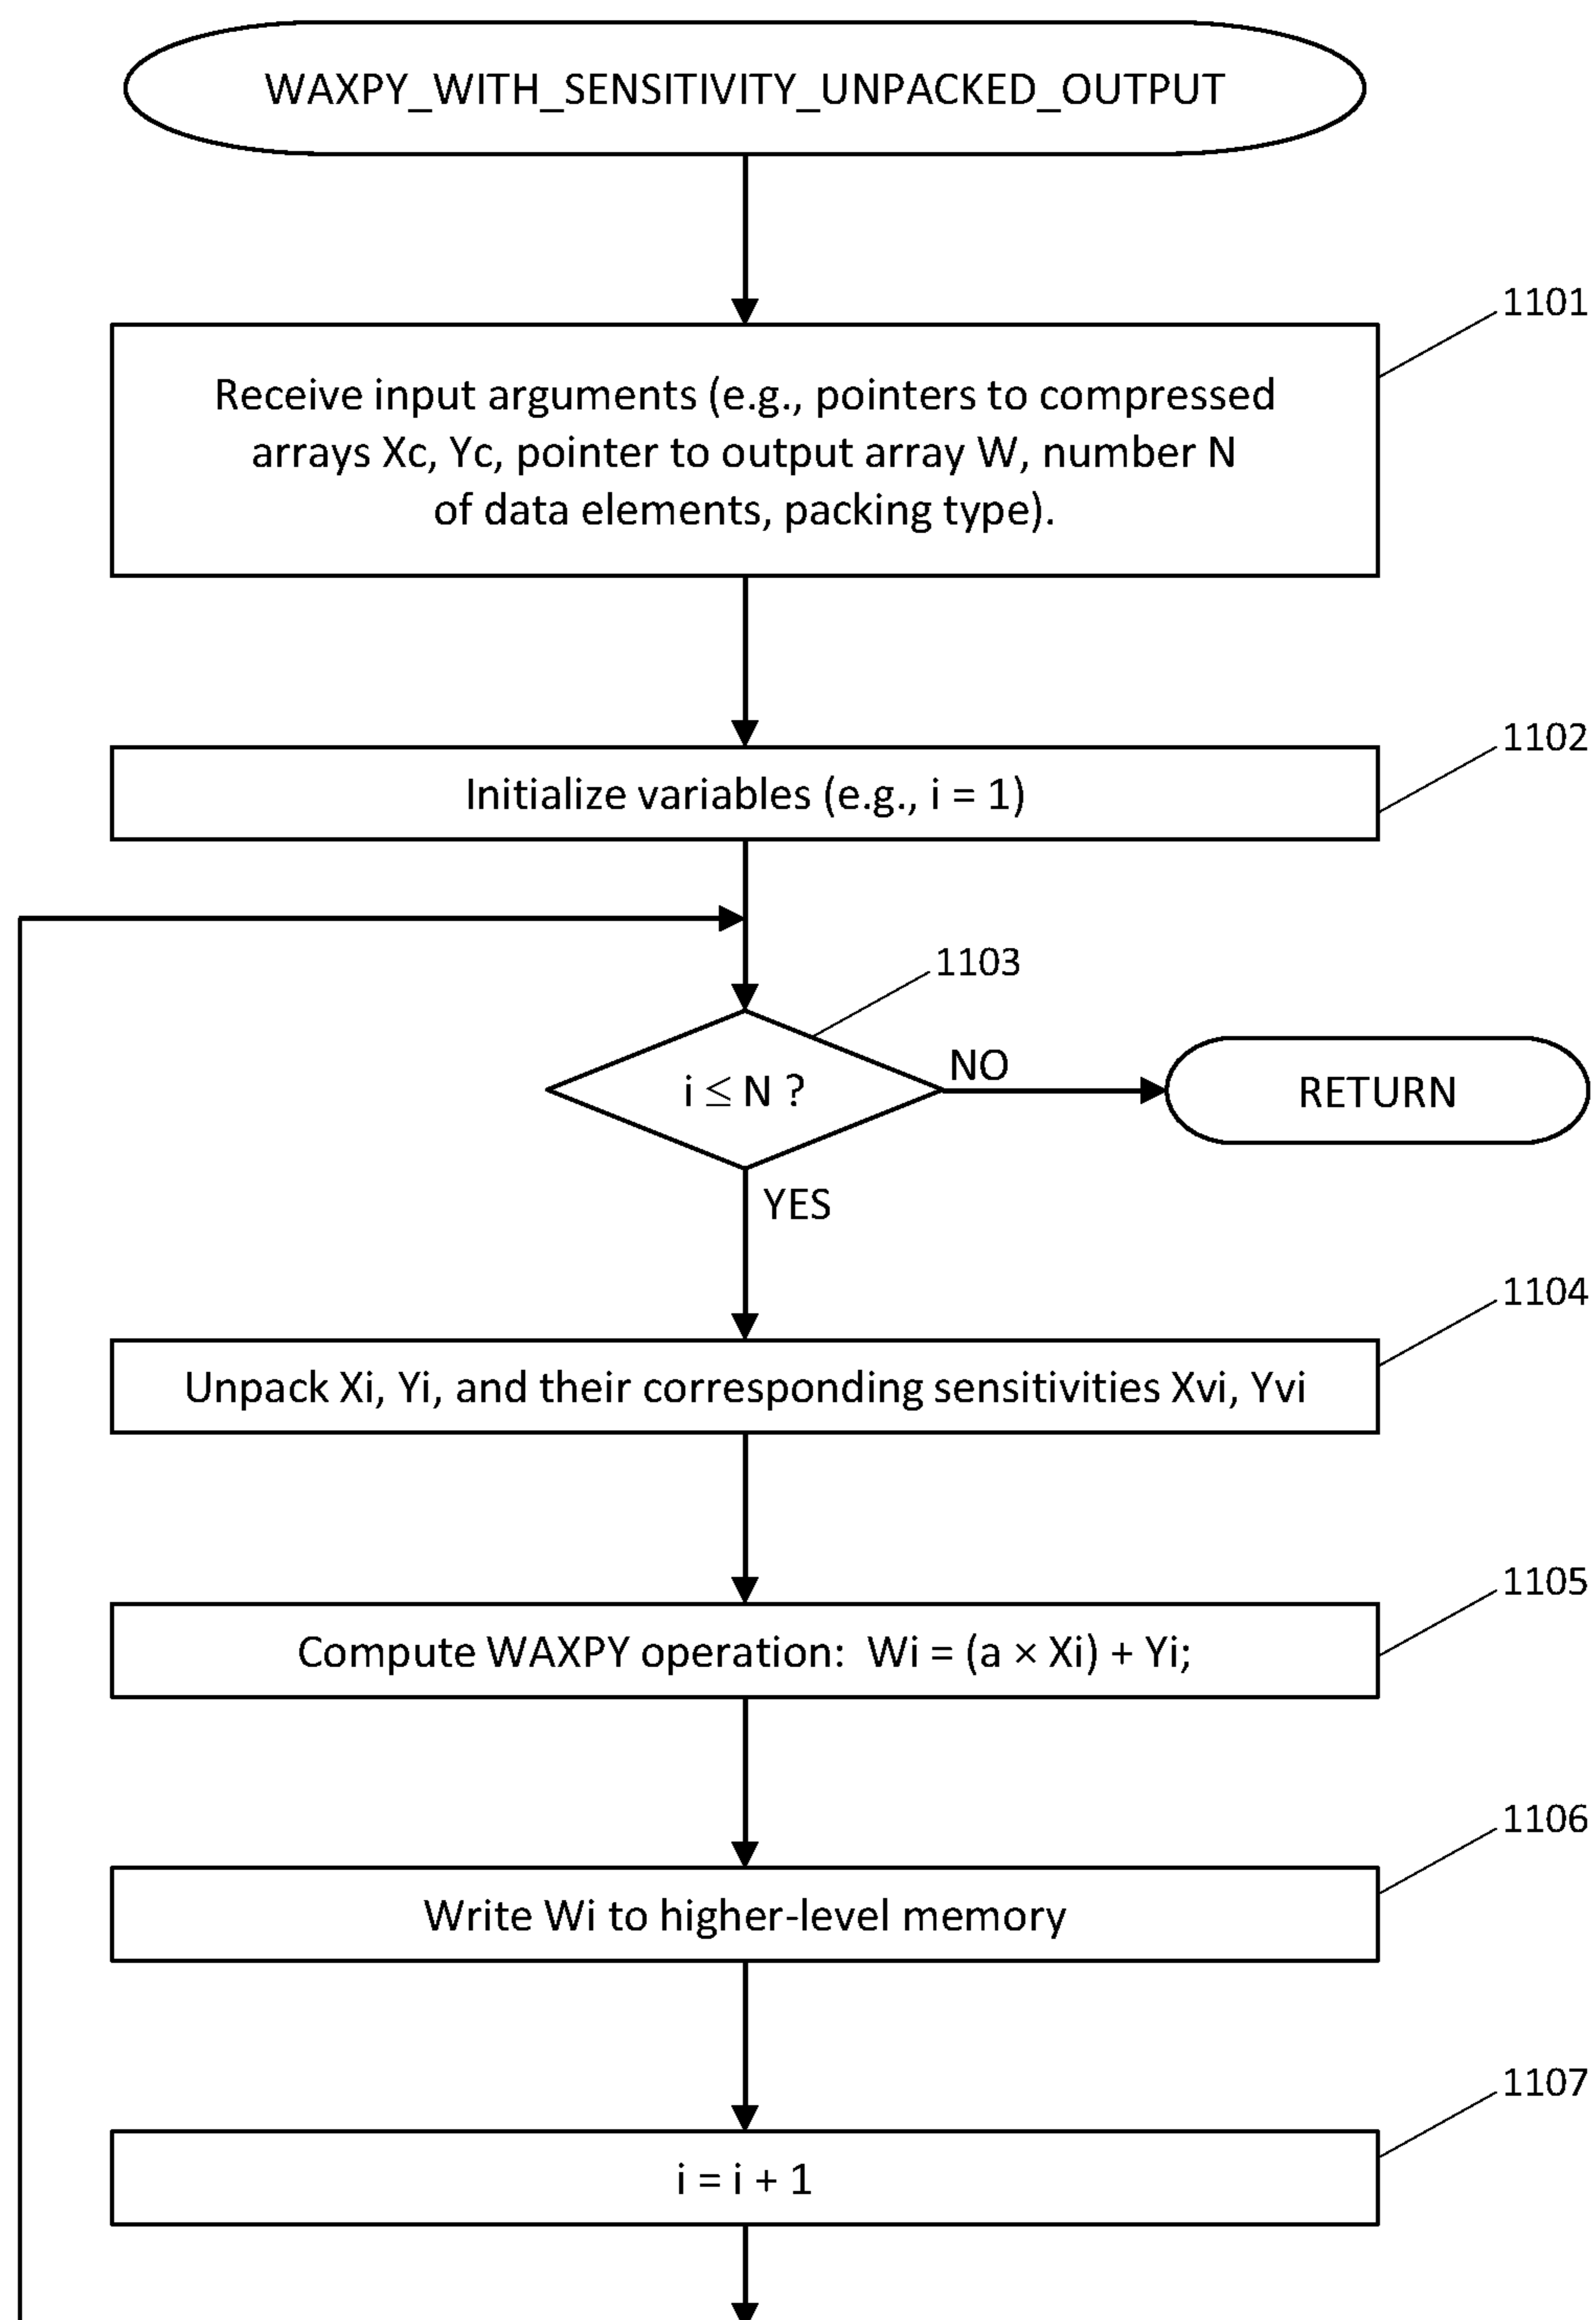 WAXPY_WITH_SENSITIVITY_UNPACKED_OUTPUT
1101
Receive input arguments (e.g., pointers to compressed
arrays Xc, Yc, pointer to output array W, number N
of data elements, packing type).
1102
Initialize variables (e.g., i = 1)
1103
i ≤ N ?
NO
RETURN
YES
1104
Unpack Xi, Yi, and their corresponding sensitivities Xvi, Yvi
1105
Compute WAXPY operation: Wi = (a × Xi) + Yi;
1106
Write Wi to higher-level memory
1107
i = i + 1